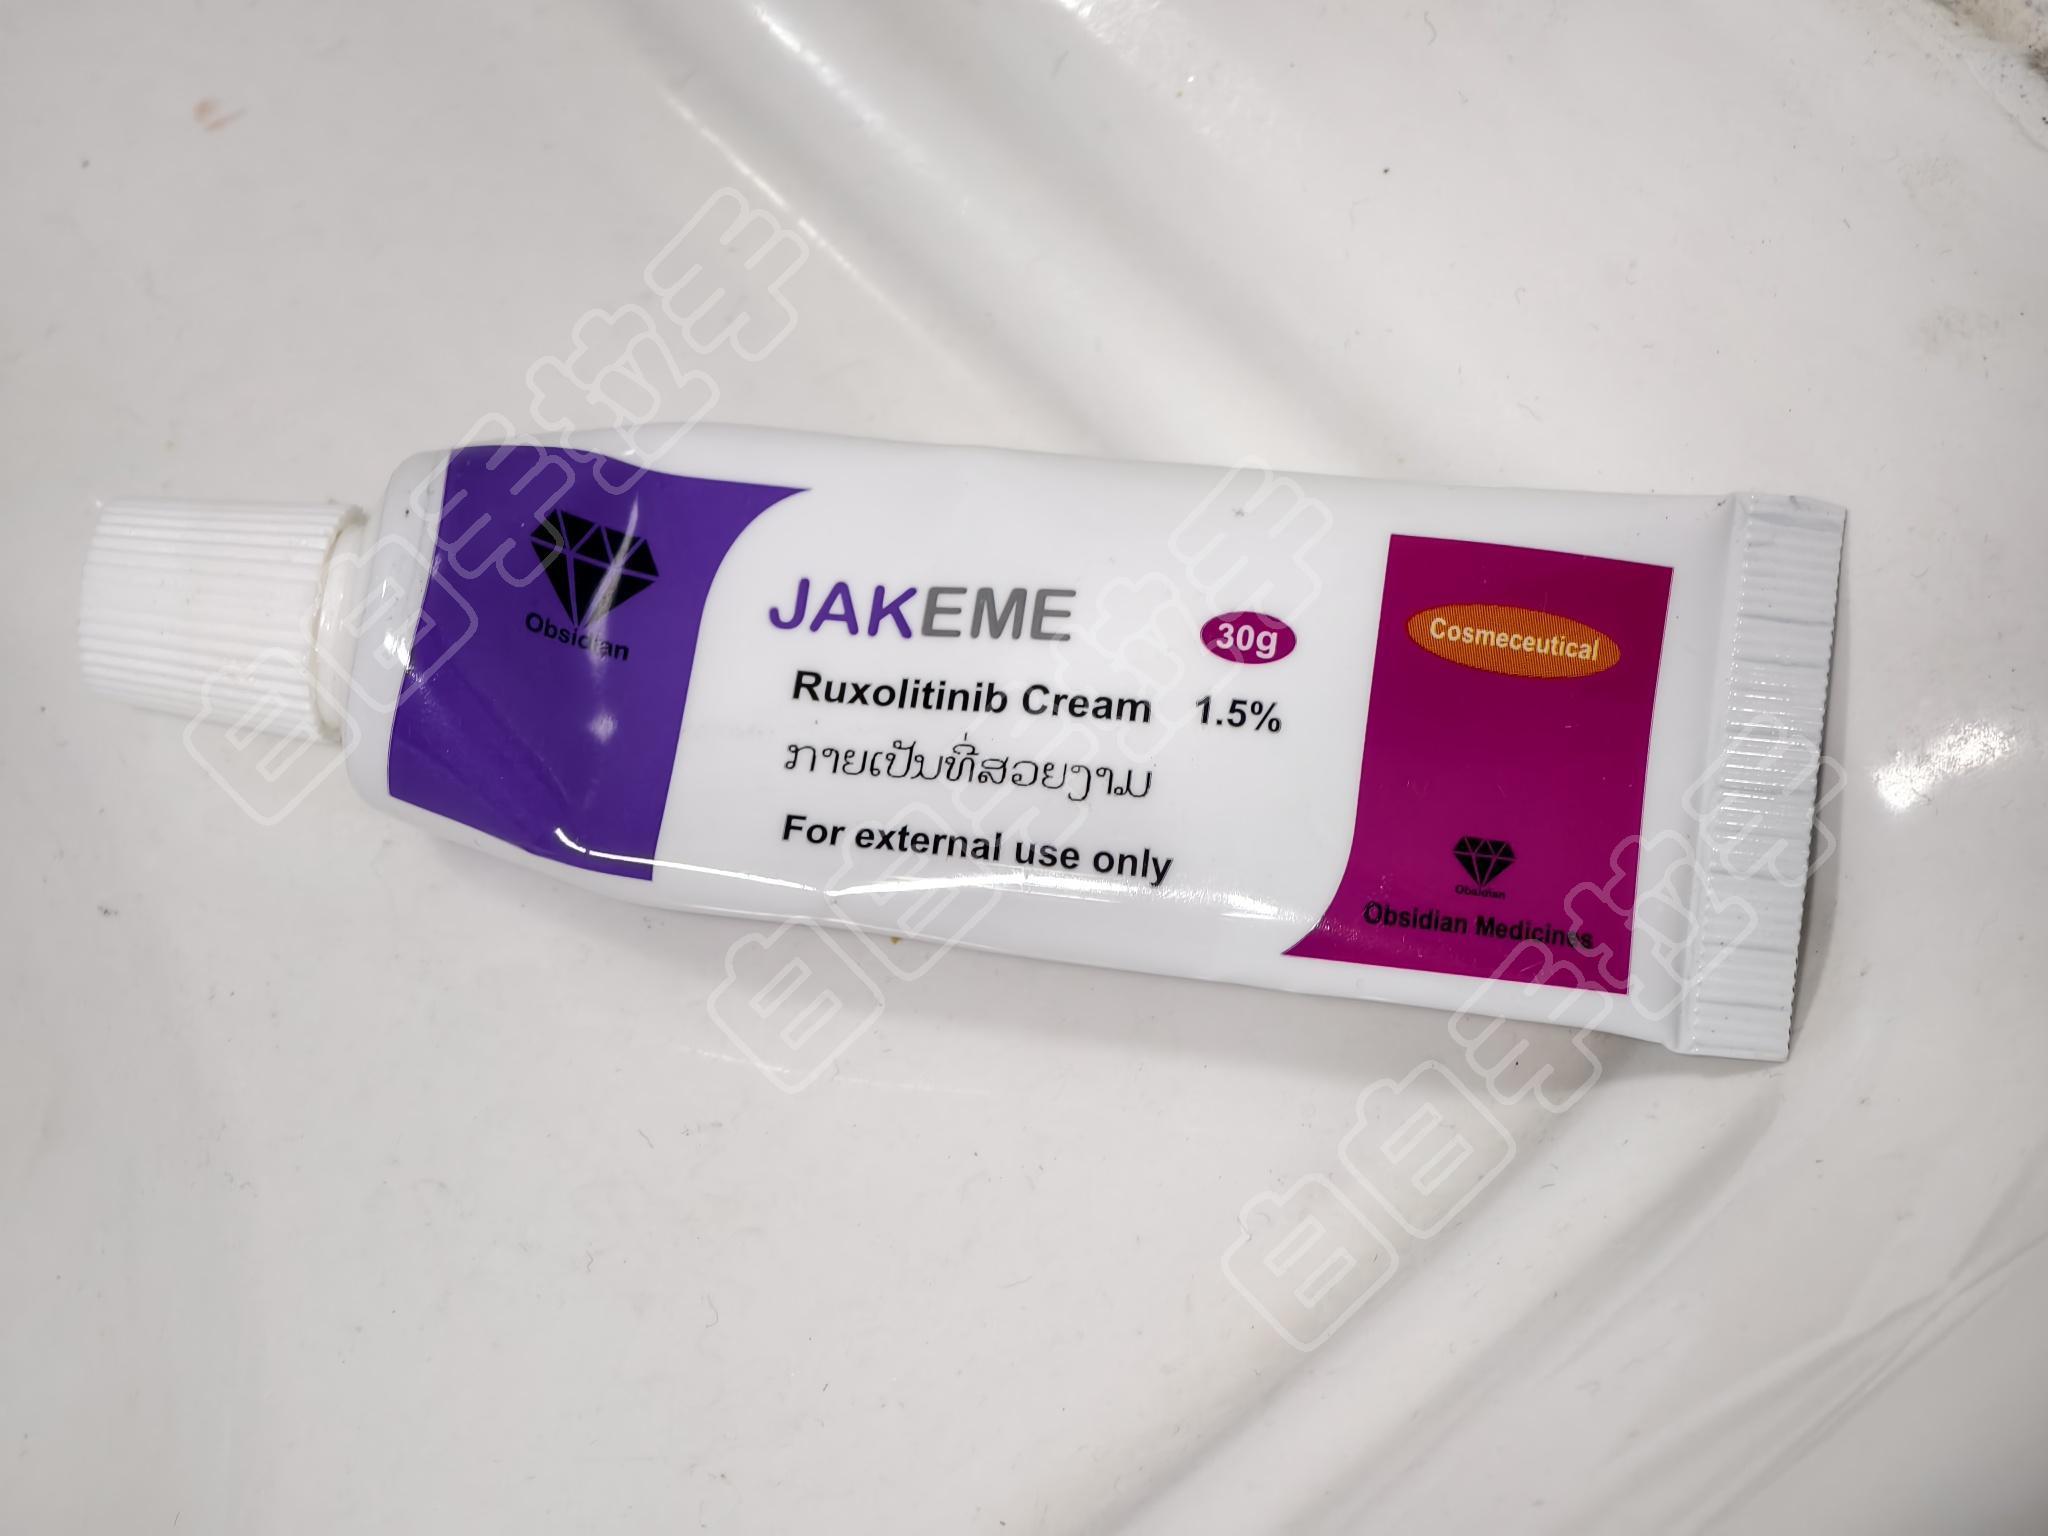 Obsidian
JAKEME
30g
Ruxolitinib Cream 1.5%
ກາຍເປັນທີ່ສວຍງາມ
For external use only
Cosmeceutical
Obsidian
Obsidian Medicines